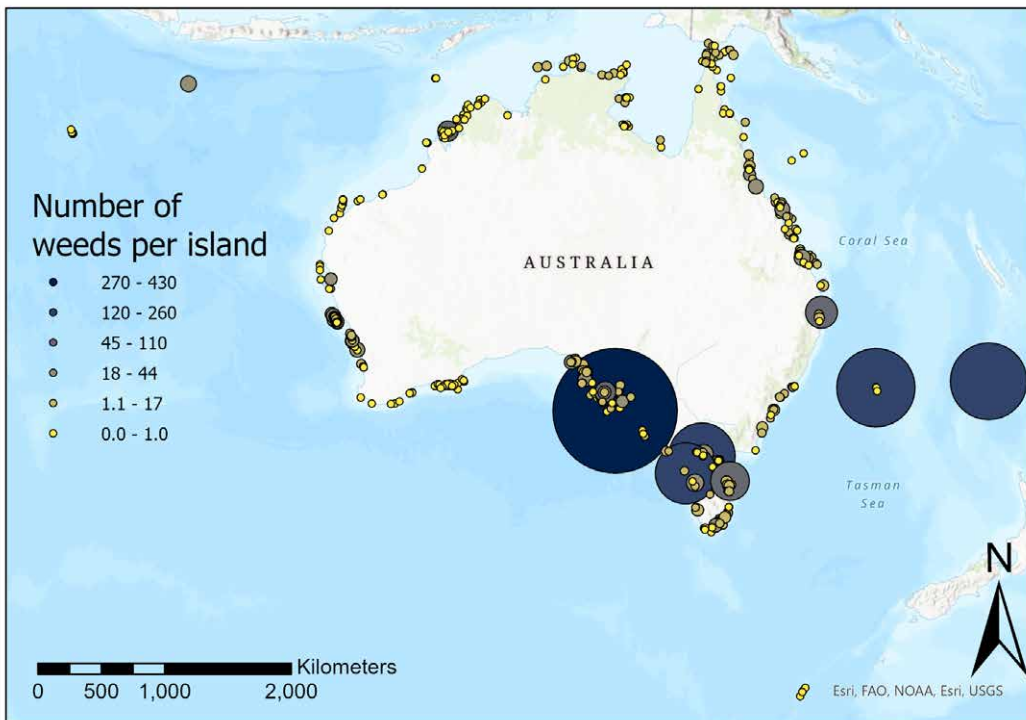 Number of
weeds per island
270 - 430
120 - 260
45 - 110
18 - 44
1.1 - 17
0.0 - 1.0
AUSTRALIA
Coral Sea
Tasman
Sea
N
Kilometers
0 500 1,000 2,000
Esri, FAO, NOAA, Esri, USGS